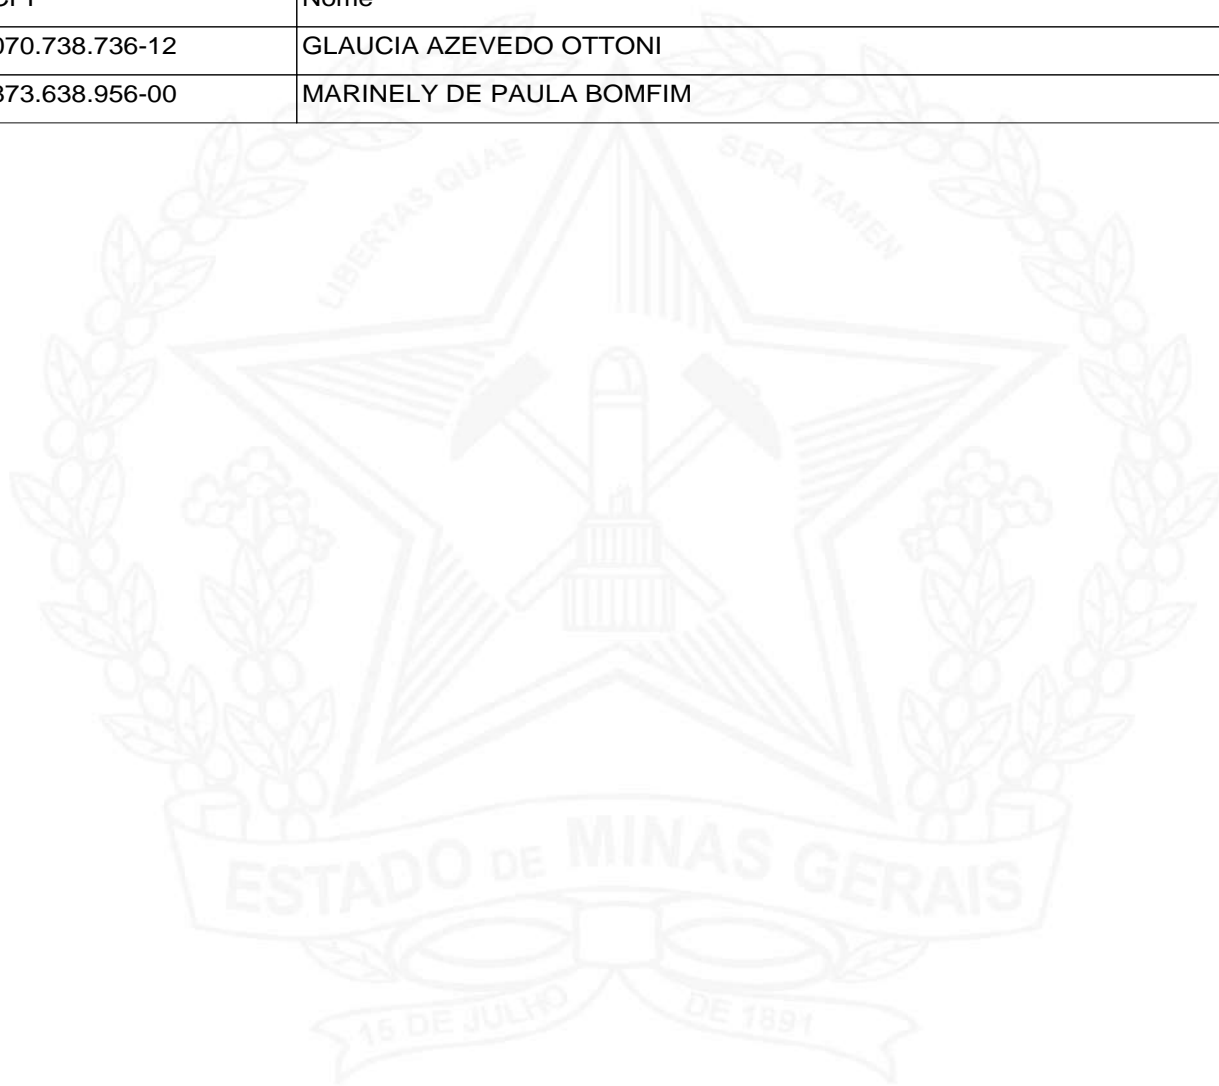 Nome
070.738.736-12 GLAUCIA AZEVEDO OTTONI
873.638.956-00 MARINELY DE PAULA BOMFIM
LIBERTAS QUAE SERA TAMEN
ESTADO DE MINAS GERAIS
15 DE JULHO DE 1891